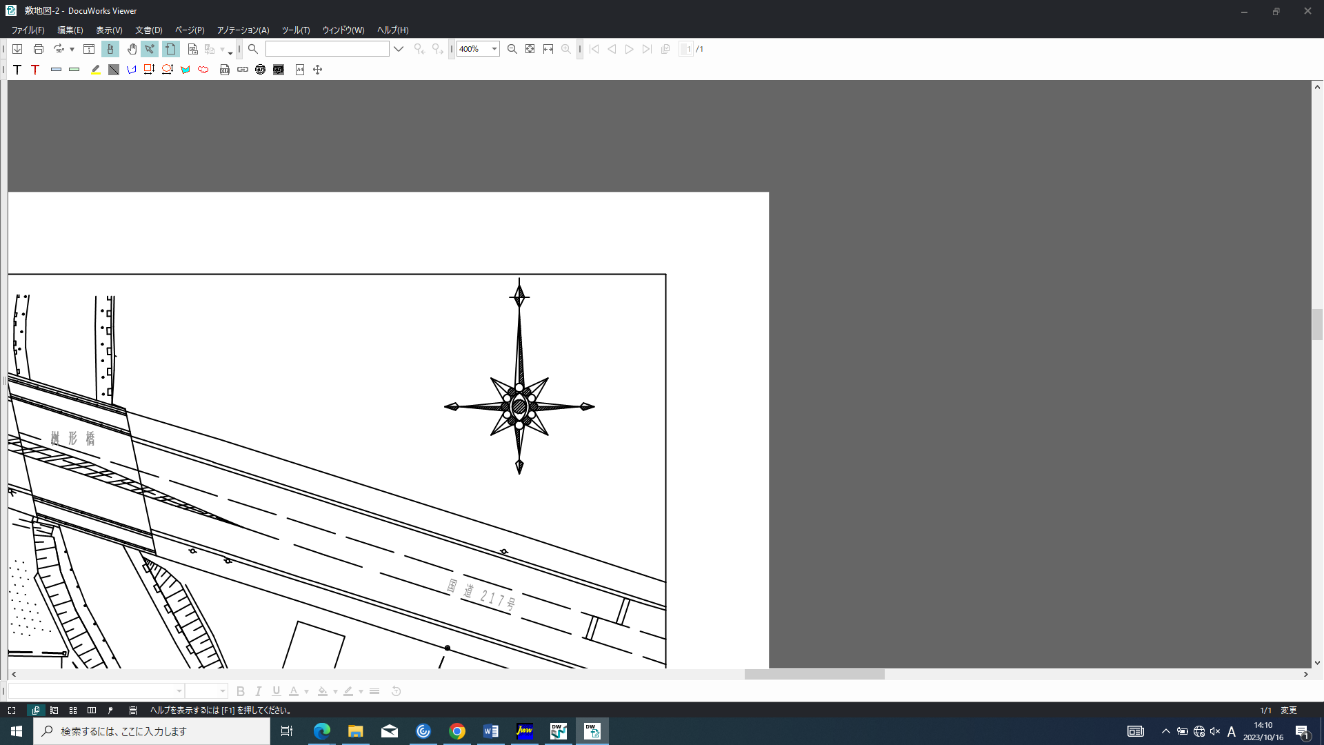 敷地図-2 - DocuWorks Viewer
ファイル(F) 編集(E) 表示(V) 文書(D) ページ(P) アノテーション(A) ツール(T) ウィンドウ(W) ヘルプ(H)
400% 1 /1
形 橋
国道217号
B I U A
ヘルプを表示するには [F1] を押してください。 1/1 変更
検索するには、ここに入力します
A
14:10
2023/10/16